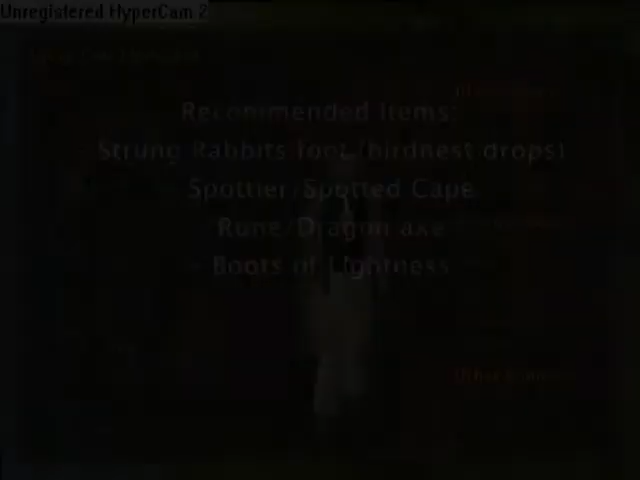 Unregistered HyperCam 2
Recommended Items:
Strung Rabbits foot (birdnest drops)
Spottier/Spotted Cape
Rune/Dragon axe
Boots of Lightness